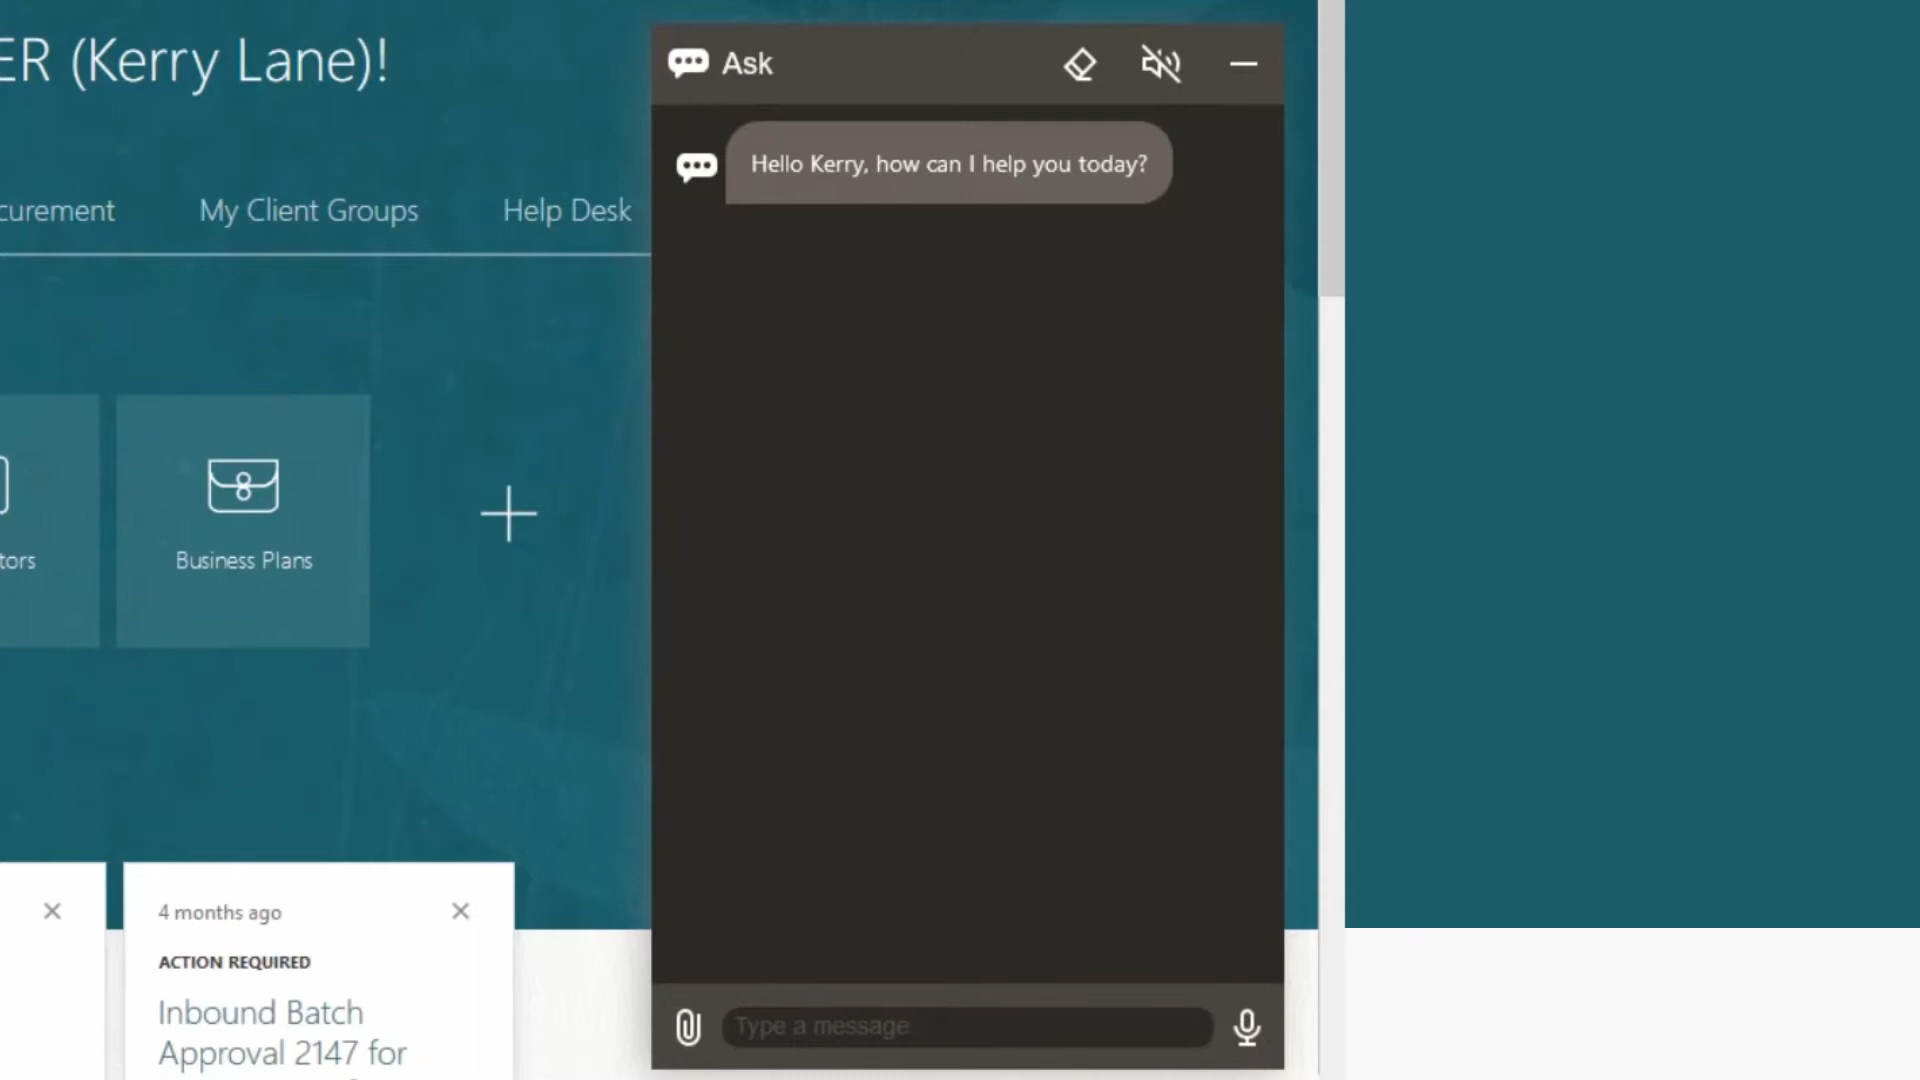 ER (Kerry Lane)!
Ask
Hello Kerry, how can I help you today?
curement
My Client Groups
Help Desk
tors
Business Plans
4 months ago
ACTION REQUIRED
Inbound Batch
Approval 2147 for
Type a message